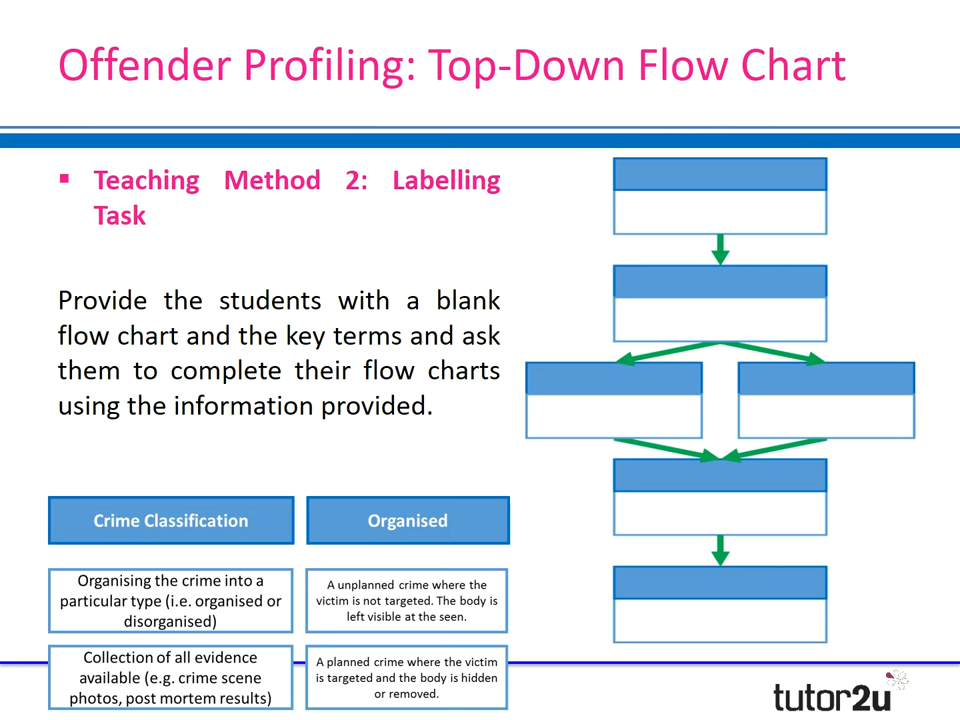 Offender Profiling: Top-Down Flow Chart
Teaching Method 2: Labelling
Task
Provide the students with a blank
flow chart and the key terms and ask
them to complete their flow charts
using the information provided.
Crime Classification
Organised
Organising the crime into a
particular type (i.e. organised or
disorganised)
A unplanned crime where the
victim is not targeted. The body is
left visible at the seen.
Collection of all evidence
available (e.g. crime scene
photos, post mortem results)
A planned crime where the victim
is targeted and the body is hidden
or removed.
tutor2u